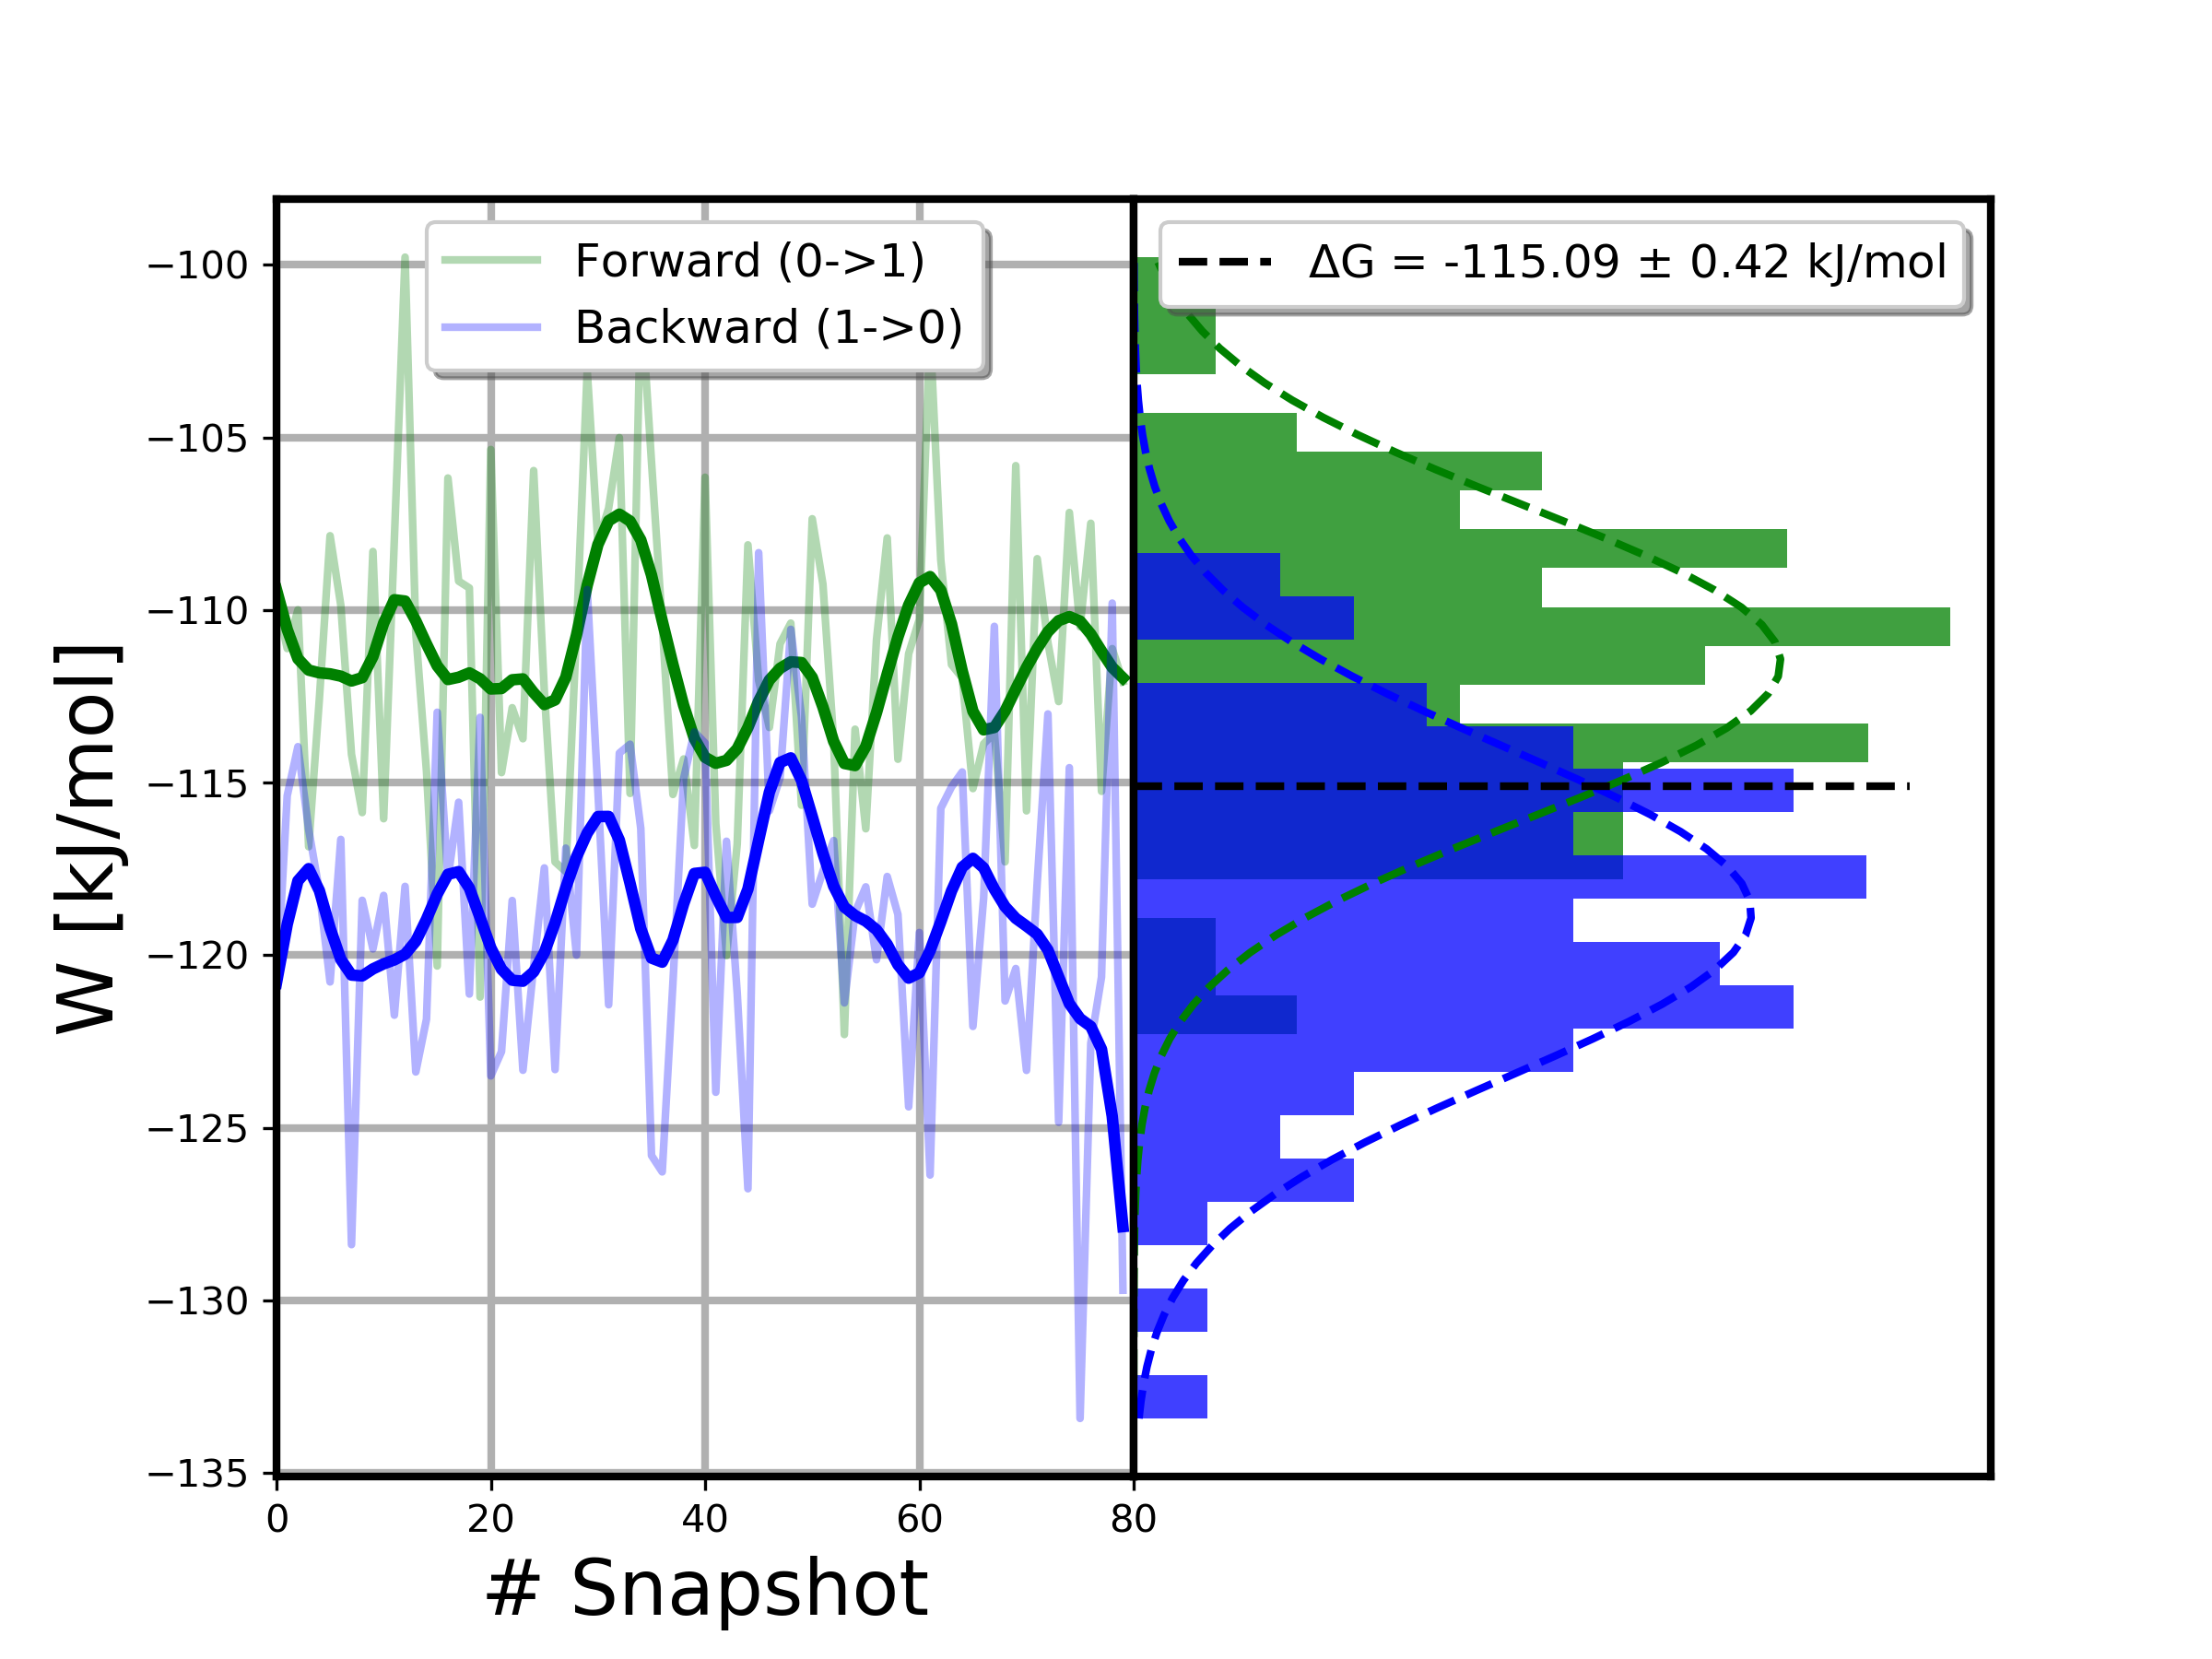 Forward (0->1)
Backward (1->0)
ΔG = -115.09 ± 0.42 kJ/mol
W [kJ/mol]
−100
−105
−110
−115
−120
−125
−130
−135
0 20 40 60 80
# Snapshot